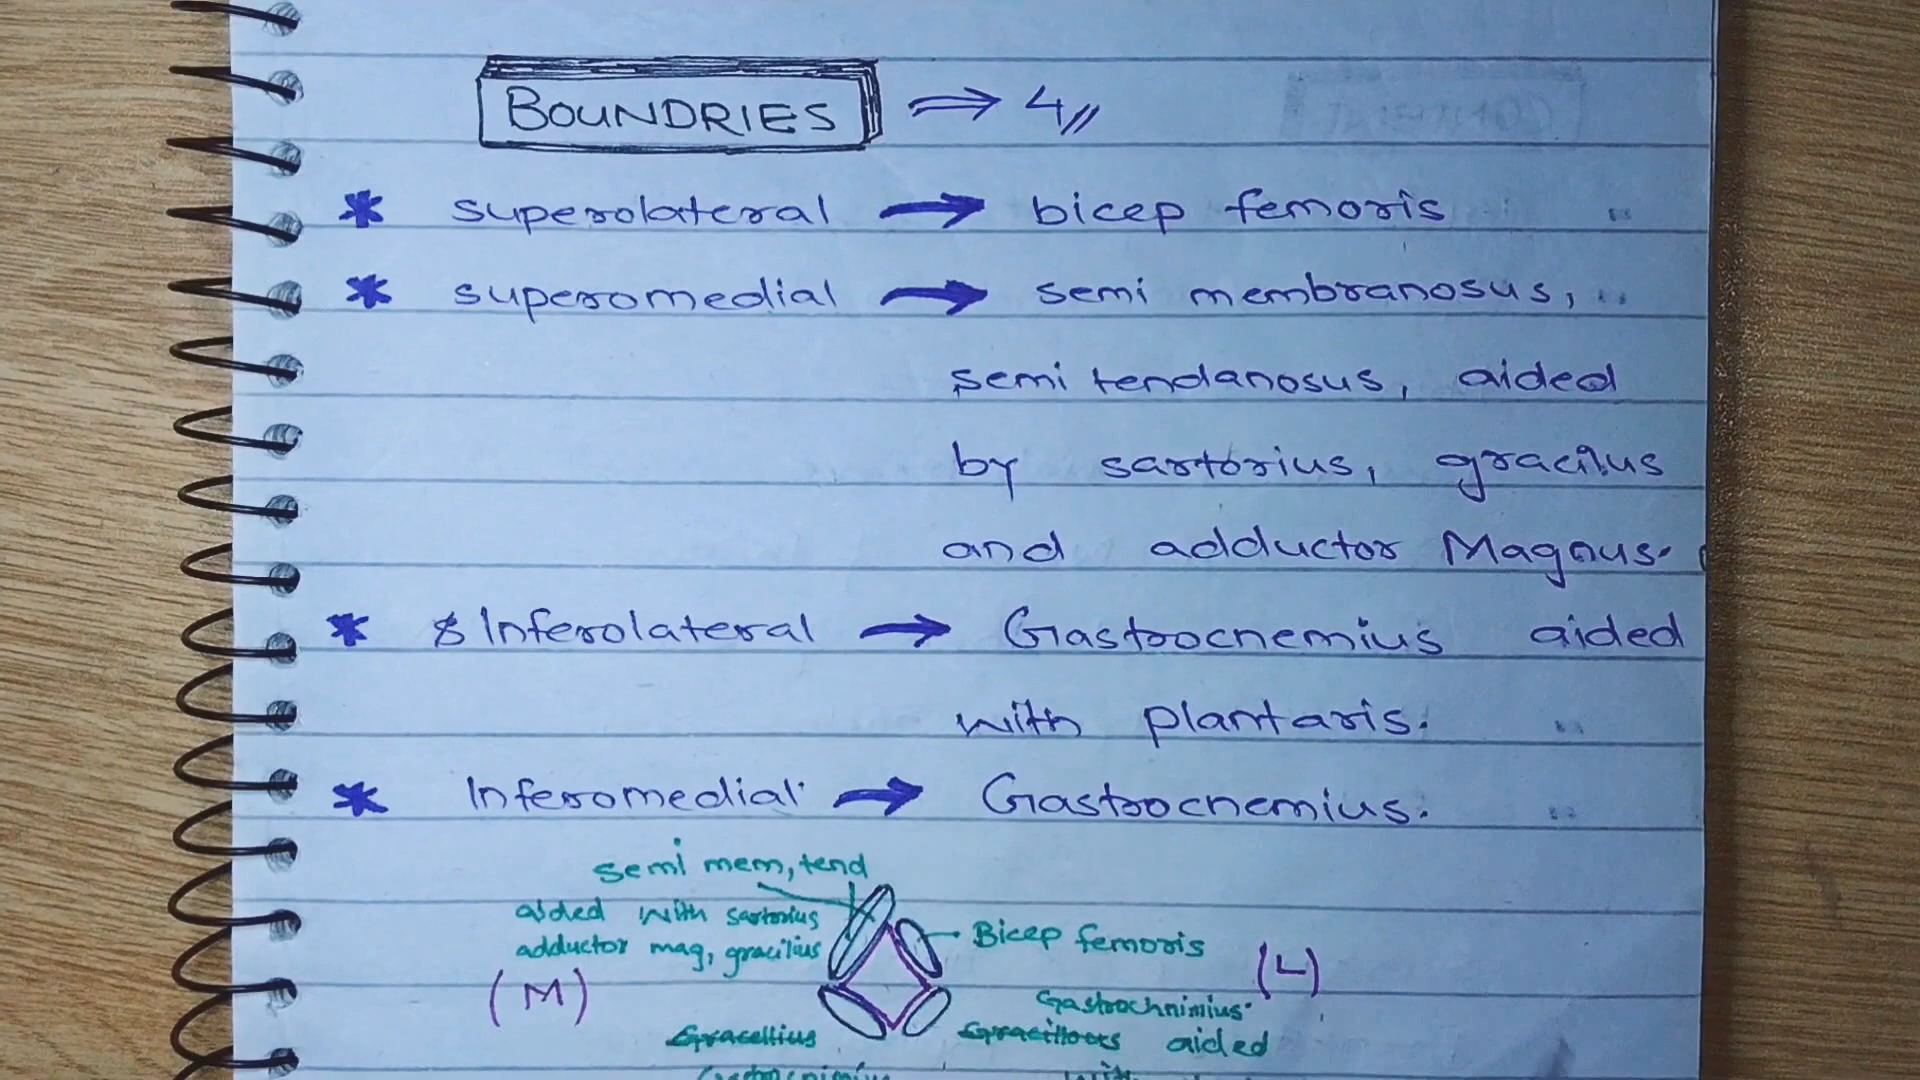 BOUNDRIES ⇒ 4//
* superolateral → bicep femoris
* superomedial → semi membranosus,
semi tendanosus, aided
by sartorius, gracilus
and adductor Magnus.
* Inferolateral → Gastrocnemius aided
with plantaris.
* Inferomedial → Gastrocnemius.
semi mem, tend
aided with sartorius
adductor mag, gracilius
Bicep femoris
(M)
(L)
Gastrochnimius
Gracellius
aided